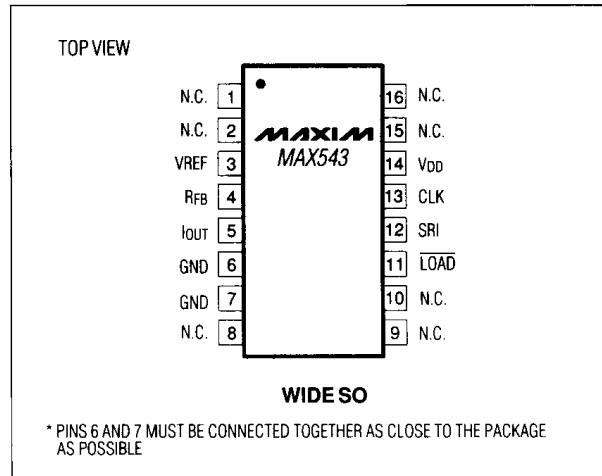 TOP VIEW
N.C. 1 16 N.C.
N.C. 2 MAXIM 15 N.C.
VREF 3 MAX543 14 VDD
RFB 4 13 CLK
IOUT 5 12 SRI
GND 6 11 LOAD
GND 7 10 N.C.
N.C. 8 9 N.C.
WIDE SO
* PINS 6 AND 7 MUST BE CONNECTED TOGETHER AS CLOSE TO THE PACKAGE
AS POSSIBLE